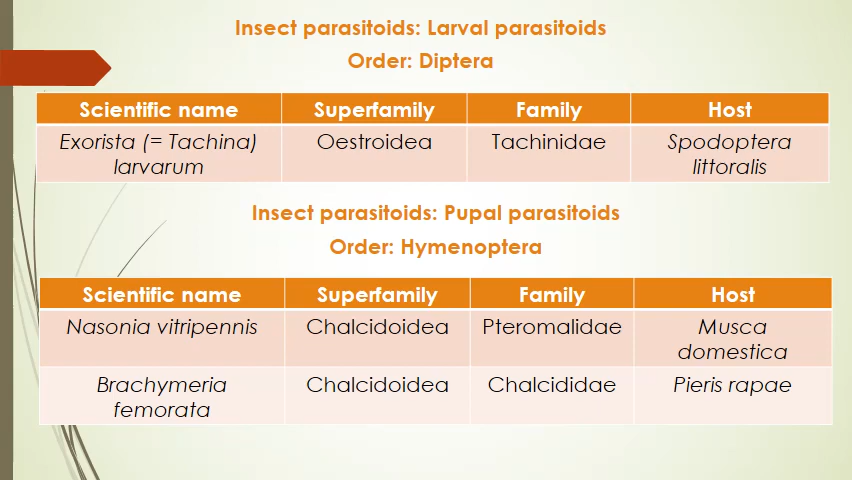 Insect parasitoids: Larval parasitoids
Order: Diptera
Scientific name Superfamily Family Host
Exorista (= Tachina) larvarum Oestroidea Tachinidae Spodoptera littoralis
Insect parasitoids: Pupal parasitoids
Order: Hymenoptera
Scientific name Superfamily Family Host
Nasonia vitripennis Chalcidoidea Pteromalidae Musca domestica
Brachymeria femorata Chalcidoidea Chalcididae Pieris rapae